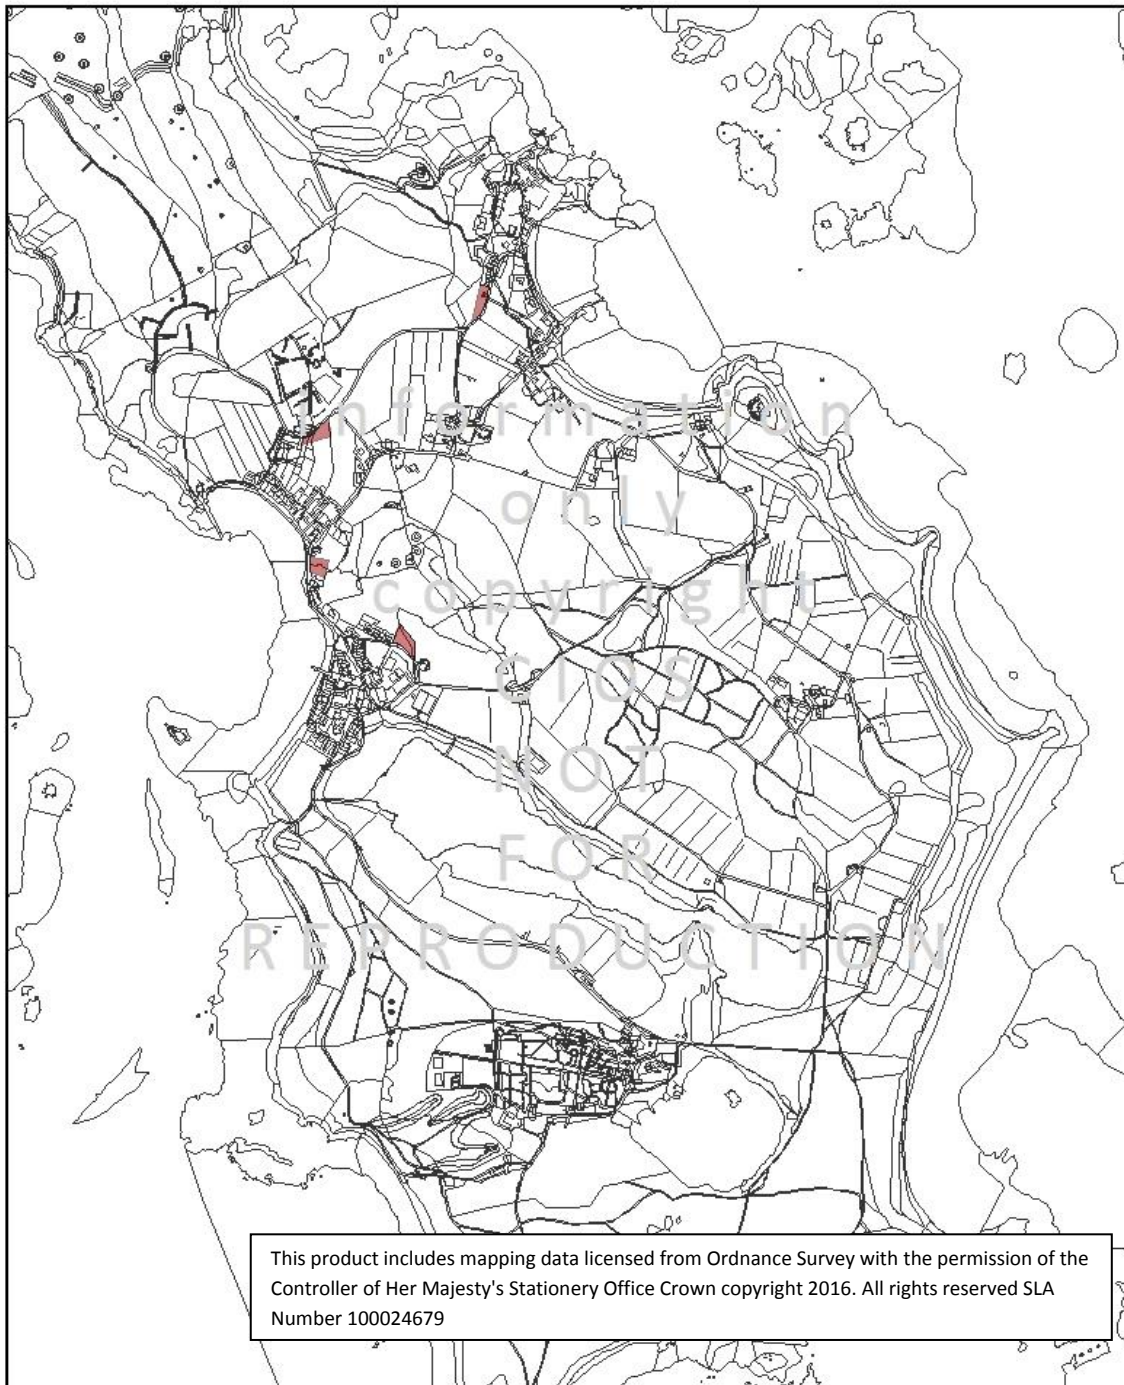 Information
only
copyright
CIOS
NOT
FOR
REPRODUCTION
This product includes mapping data licensed from Ordnance Survey with the permission of the
Controller of Her Majesty's Stationery Office Crown copyright 2016. All rights reserved SLA
Number 100024679